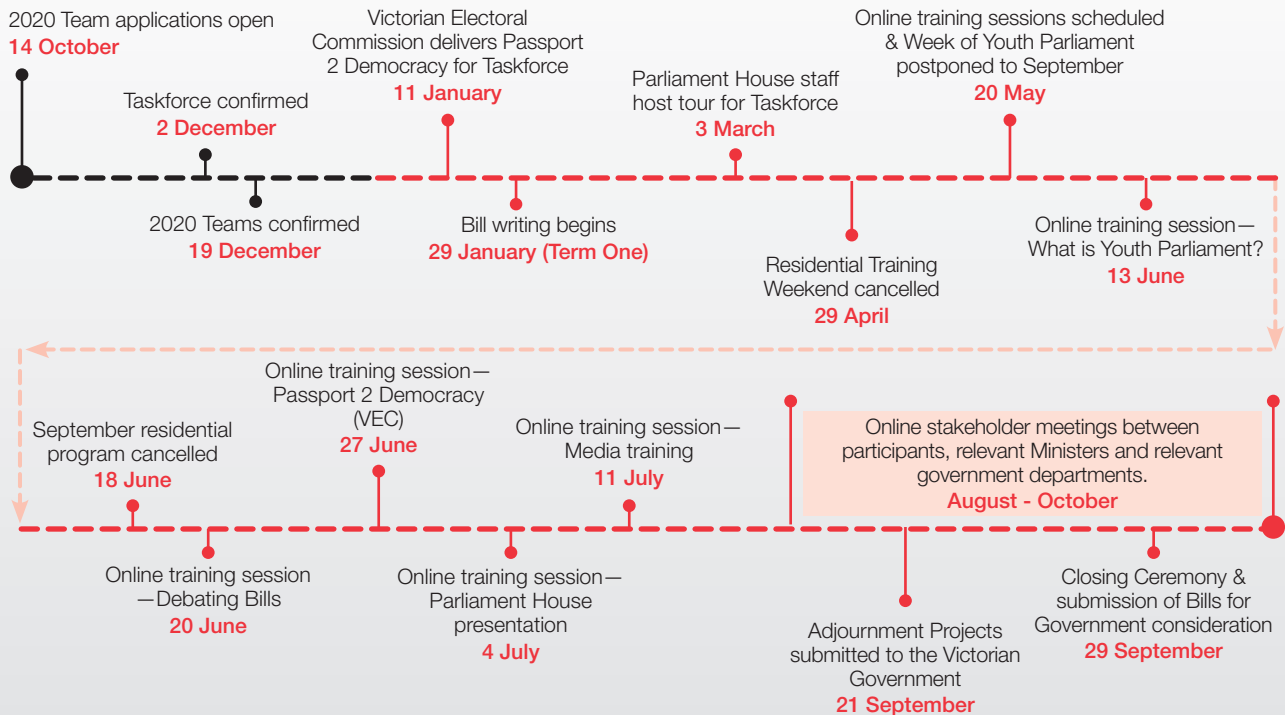 2020 Team applications open
14 October
Taskforce confirmed
2 December
2020 Teams confirmed
19 December
Victorian Electoral
Commission delivers Passport
2 Democracy for Taskforce
11 January
Bill writing begins
29 January (Term One)
Parliament House staff
host tour for Taskforce
3 March
Residential Training
Weekend cancelled
29 April
Online training sessions scheduled
& Week of Youth Parliament
postponed to September
20 May
Online training session—
What is Youth Parliament?
13 June
September residential
program cancelled
18 June
Online training session
—Debating Bills
20 June
Online training session—
Passport 2 Democracy
(VEC)
27 June
Online training session—
Parliament House
presentation
4 July
Online training session—
Media training
11 July
Online stakeholder meetings between
participants, relevant Ministers and relevant
government departments.
August - October
Adjournment Projects
submitted to the Victorian
Government
21 September
Closing Ceremony &
submission of Bills for
Government consideration
29 September